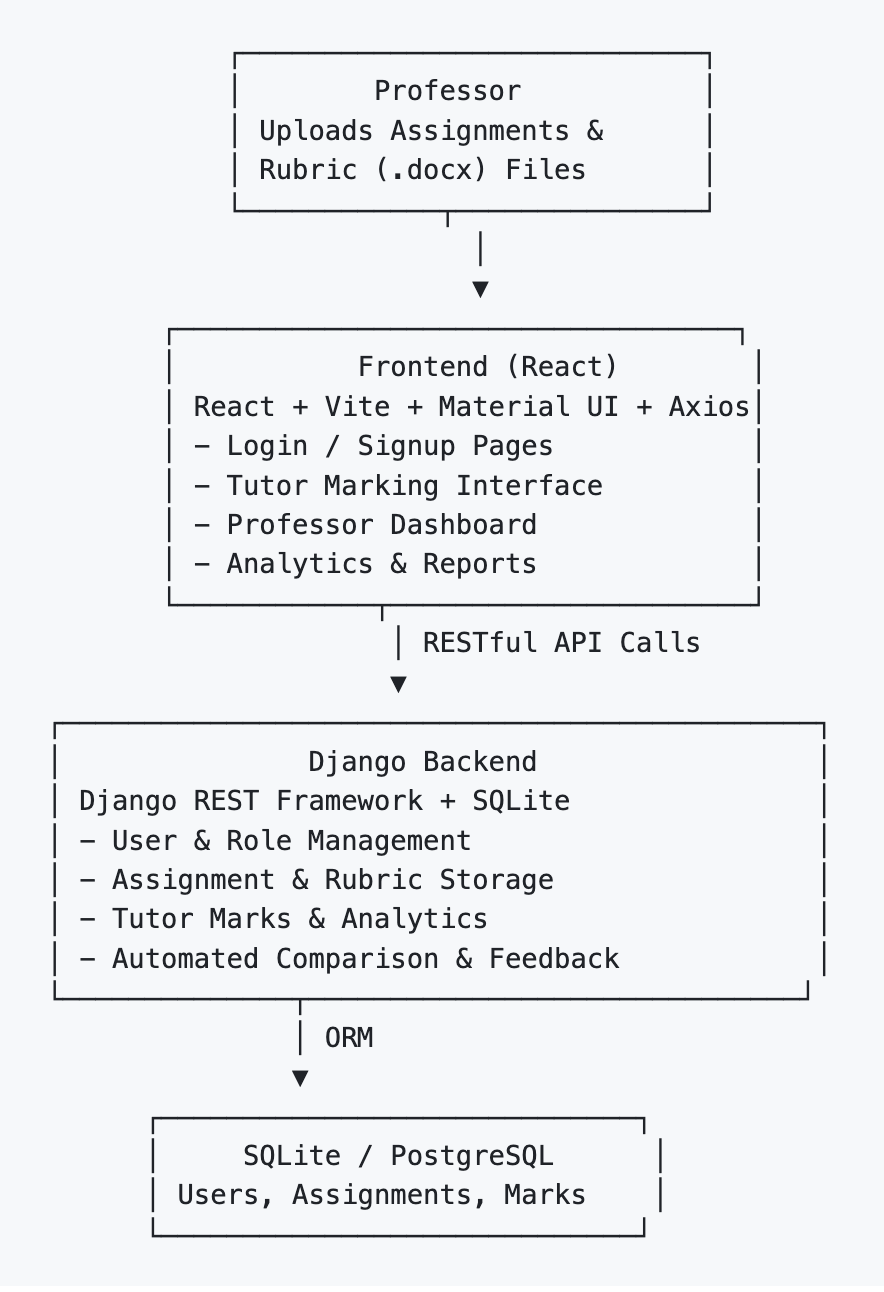 Professor
Uploads Assignments &
Rubric (.docx) Files
Frontend (React)
React + Vite + Material UI + Axios
- Login / Signup Pages
- Tutor Marking Interface
- Professor Dashboard
- Analytics & Reports
RESTful API Calls
Django Backend
Django REST Framework + SQLite
- User & Role Management
- Assignment & Rubric Storage
- Tutor Marks & Analytics
- Automated Comparison & Feedback
ORM
SQLite / PostgreSQL
Users, Assignments, Marks